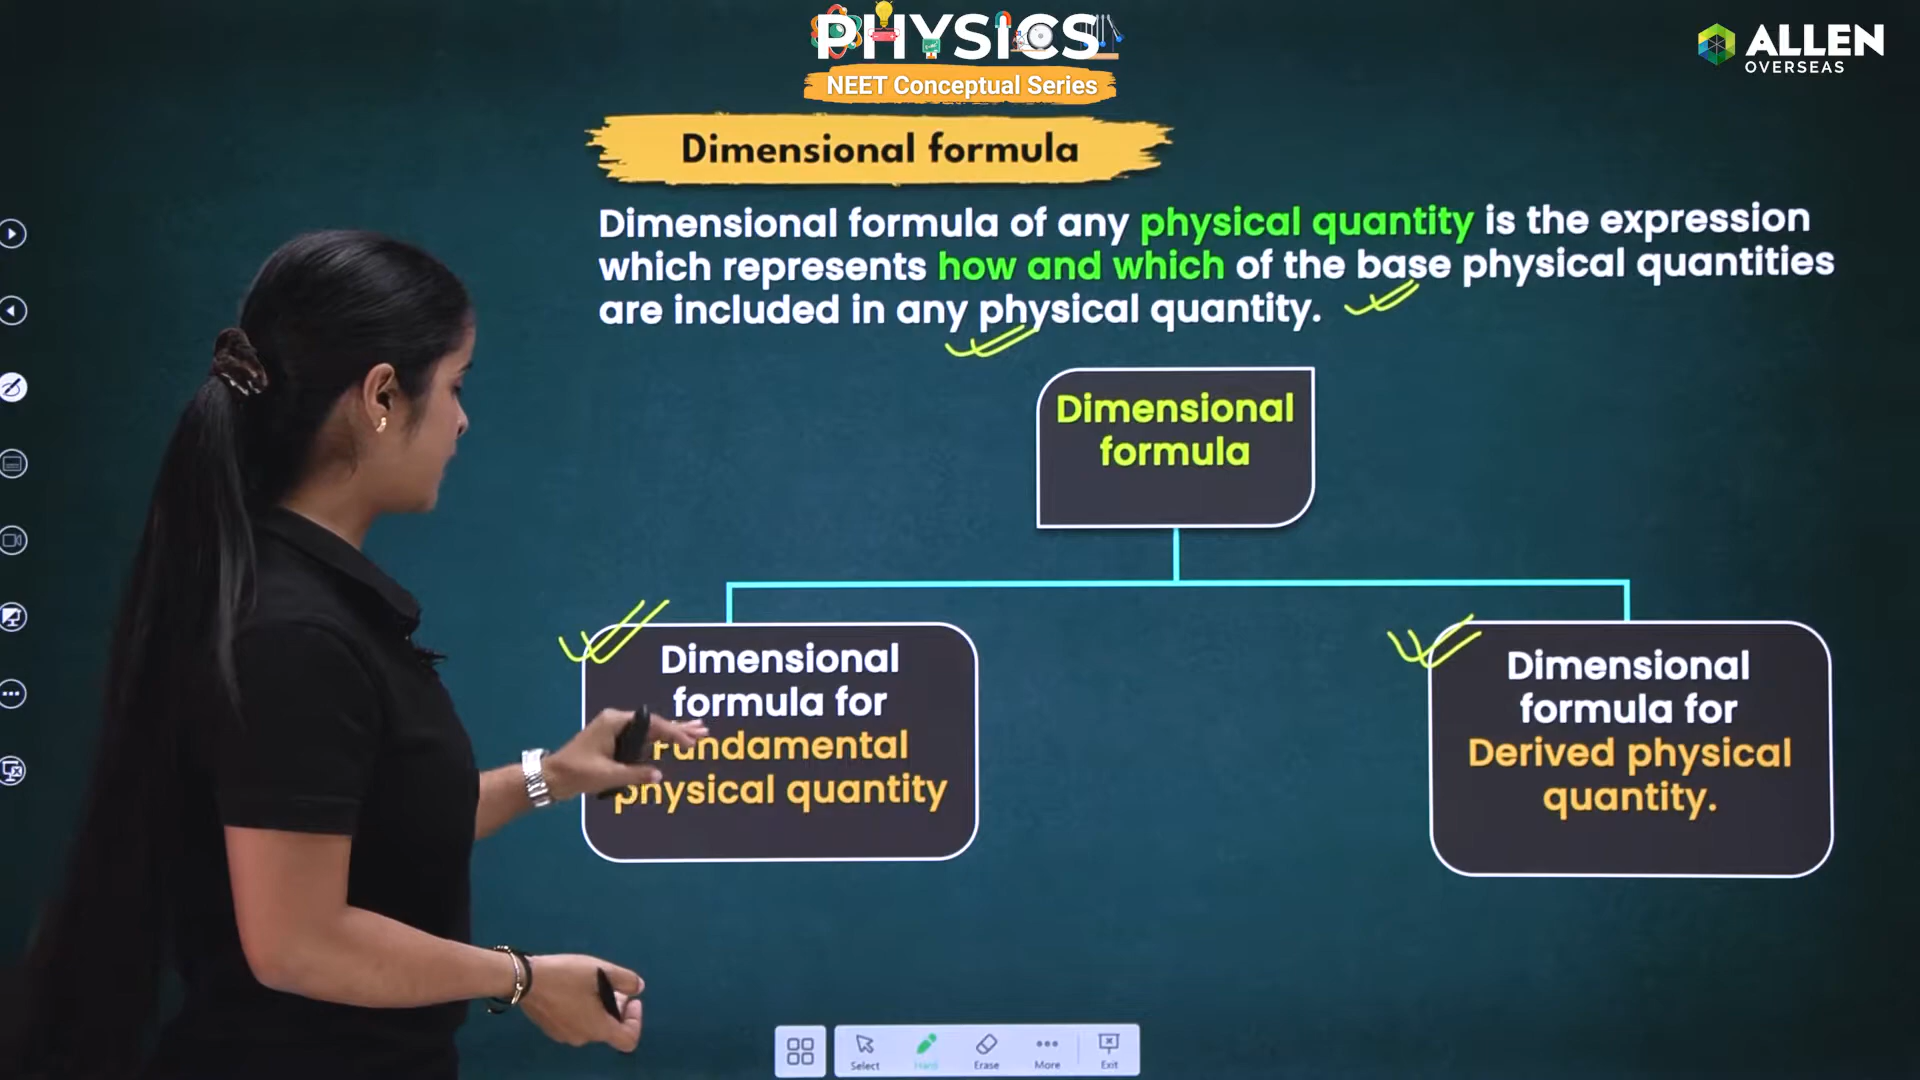 PHYSICS
NEET Conceptual Series
ALLEN
OVERSEAS
Dimensional formula
Dimensional formula of any physical quantity is the expression
which represents how and which of the base physical quantities
are included in any physical quantity.
Dimensional
formula
Dimensional
formula for
Fundamental
physical quantity
Dimensional
formula for
Derived physical
quantity.
Select
Hard
Erase
More
Exit